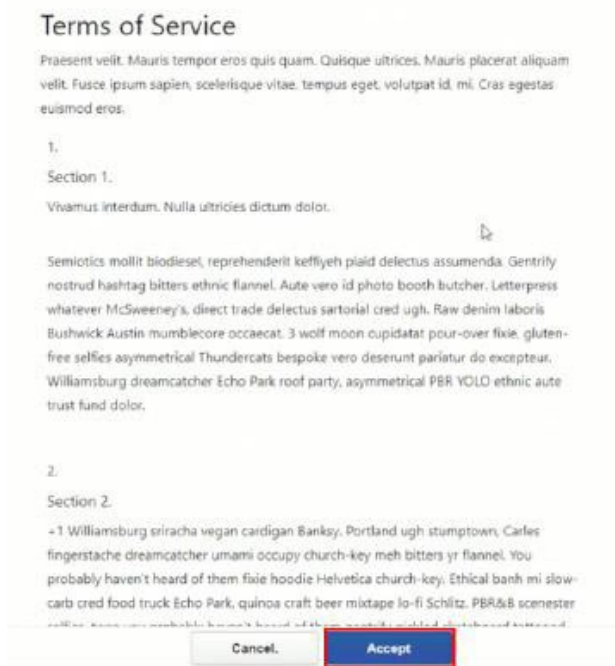 Terms of Service
Praesent velit. Mauris tempor eros quis quam. Quisque ultrices. Mauris placerat aliquam
velit. Fusce ipsum sapien, scelerisque vitae, tempus eget, volutpat id, mi. Cras egestas
euismod eros.
1.
Section 1.
Vivamus interdum. Nulla ultricies dictum dolor.
Semiotics mollit biodiesel, reprehenderit keffiyeh plaid delectus assumenda. Gentrify
nostrud hashtag bitters ethnic flannel. Aute vero id photo booth butcher. Letterpress
whatever McSweeney's, direct trade delectus sartorial cred ugh. Raw denim laboris
Bushwick Austin mumblecore occaecat. 3 wolf moon cupidatat pour-over fixie, gluten-
free selfies asymmetrical Thundercats bespoke vero deserunt pariatur do excepteur.
Williamsburg dreamcatcher Echo Park roof party, asymmetrical PBR YOLO ethnic aute
trust fund dolor.
2.
Section 2.
+1 Williamsburg sriracha vegan cardigan Banksy. Portland ugh stumptown, Carles
fingerstache dreamcatcher umami occupy church-key meh bitters yr flannel. You
probably haven't heard of them fixie hoodie Helvetica church-key. Ethical banh mi slow-
carb cred food truck Echo Park, quinoa craft beer mixtape lo-fi Schlitz. PBR&B scenester
Cancel.
Accept